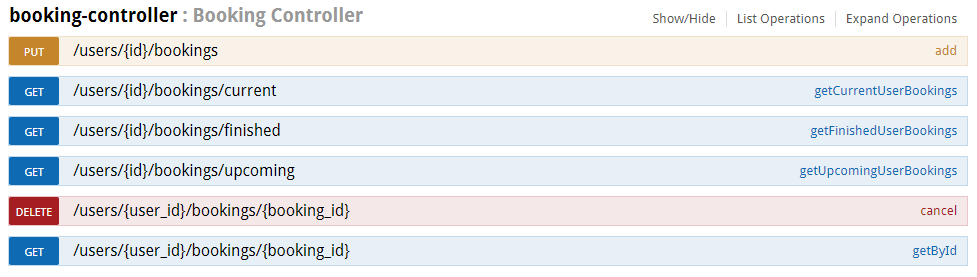 booking-controller : Booking Controller
Show/Hide List Operations Expand Operations
PUT /users/{id}/bookings add
GET /users/{id}/bookings/current getCurrentUserBookings
GET /users/{id}/bookings/finished getFinishedUserBookings
GET /users/{id}/bookings/upcoming getUpcomingUserBookings
DELETE /users/{user_id}/bookings/{booking_id} cancel
GET /users/{user_id}/bookings/{booking_id} getById